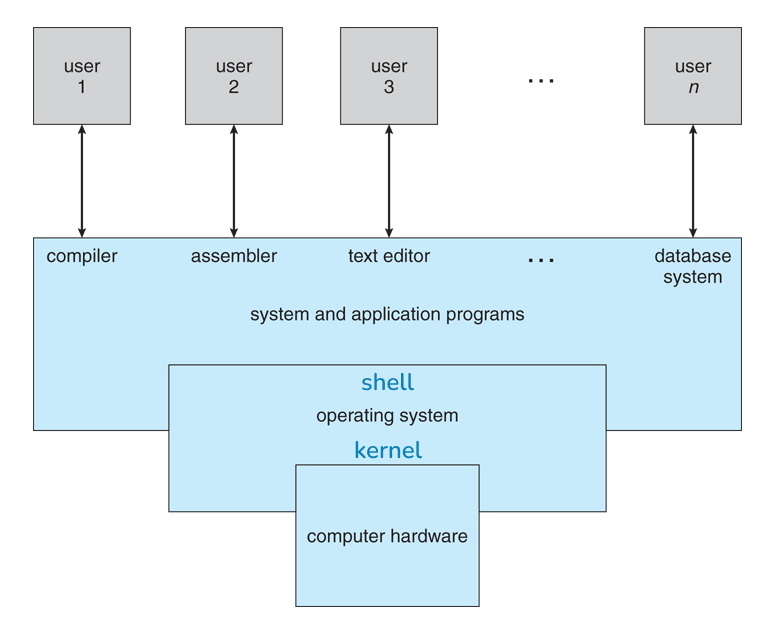 user
1
user
2
user
3
...
user
n
compiler
assembler
text editor
...
database
system
system and application programs
shell
operating system
kernel
computer hardware